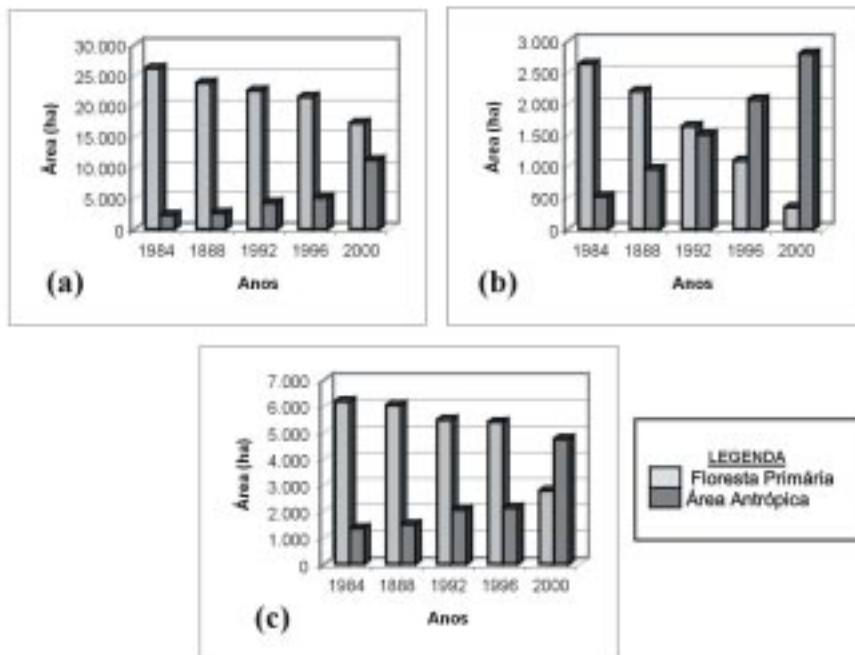 30.000
25.000
20.000
15.000
10.000
5.000
0
Área (ha)
1984 1888 1992 1996 2000
(a)
Anos
3.000
2.500
2.000
1.500
1.000
500
0
Área (ha)
1984 1888 1992 1996 2000
(b)
Anos
7.000
6.000
5.000
4.000
3.000
2.000
1.000
0
Área (ha)
1984 1888 1992 1996 2000
(c)
Anos
LEGENDA
Floresta Primária
Área Antrópica